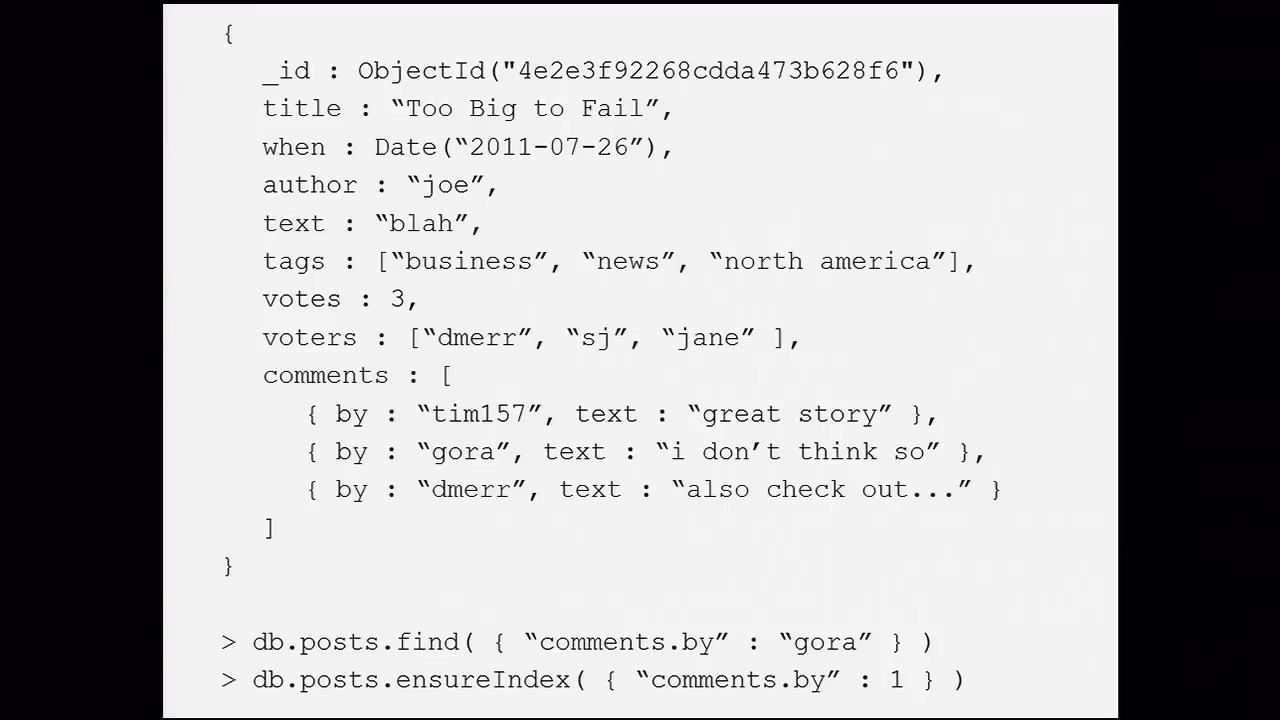 {
_id : ObjectId("4e2e3f92268cdda473b628f6"),
title : “Too Big to Fail”,
when : Date(“2011-07-26”),
author : “joe”,
text : “blah”,
tags : [“business”, “news”, “north america”],
votes : 3,
voters : [“dmerr”, “sj”, “jane” ],
comments : [
{ by : “tim157”, text : “great story” },
{ by : “gora”, text : “i don’t think so” },
{ by : “dmerr”, text : “also check out...” }
]
}
> db.posts.find( { “comments.by” : “gora” } )
> db.posts.ensureIndex( { “comments.by” : 1 } )